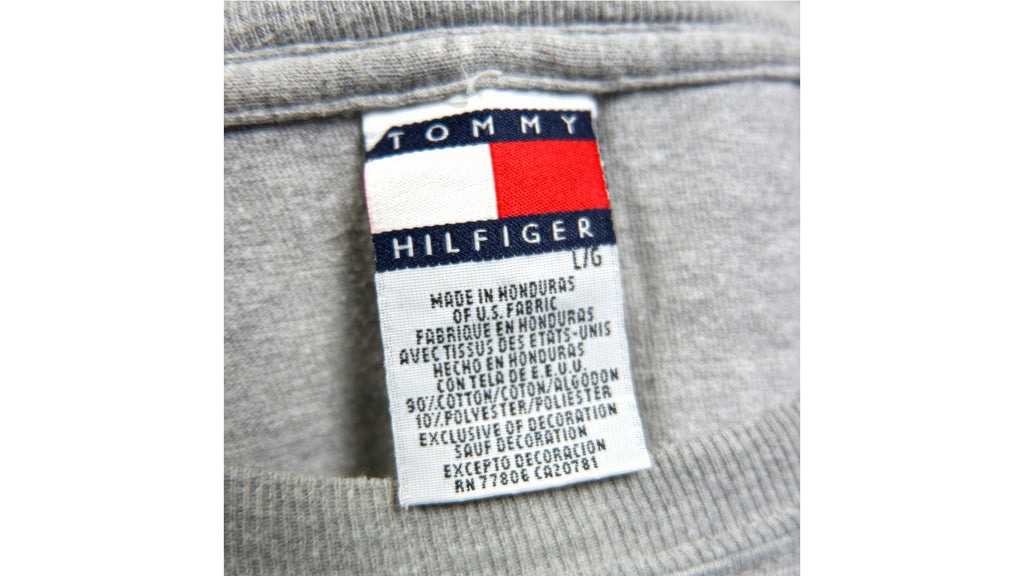 TOMMY
HILFIGER
L/G
MADE IN HONDURAS
OF U.S. FABRIC
FABRIQUE EN HONDURAS
AVEC TISSUS DES ETATS-UNIS
HECHO EN HONDURAS
CON TELA DE E.E.U.U.
90%COTTON/COTON/ALGODON
10%POLYESTER/POLIESTER
EXCLUSIVE OF DECORATION
SAUF DECORATION
EXCEPTO DECORACION
RN 77806 CA20781